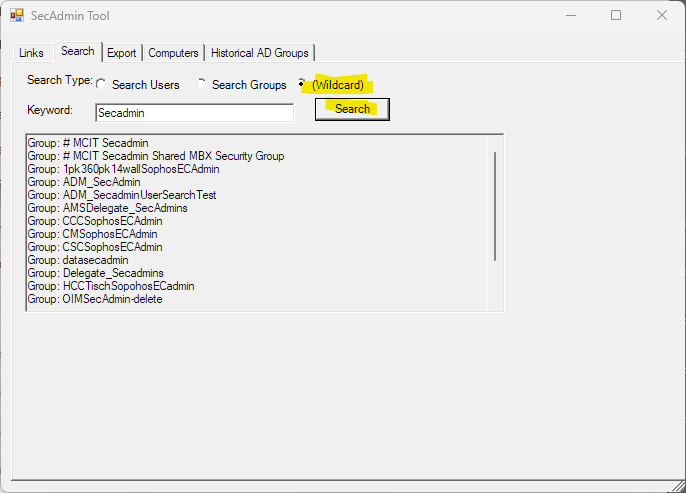 SecAdmin Tool
Links Search Export Computers Historical AD Groups
Search Type: Search Users Search Groups (Wildcard)
Keyword: Secadmin Search
Group: # MCIT Secadmin
Group: # MCIT Secadmin Shared MBX Security Group
Group: 1pk360pk14wallSophosECAdmin
Group: ADM_SecAdmin
Group: ADM_SecadminUserSearchTest
Group: AMSDelegate_SecAdmins
Group: CCCSophosECAdmin
Group: CMSophosECAdmin
Group: CSCSophosECAdmin
Group: datasecadmin
Group: Delegate_Secadmins
Group: HCCTischSopohosECadmin
Group: OIMSecAdmin-delete